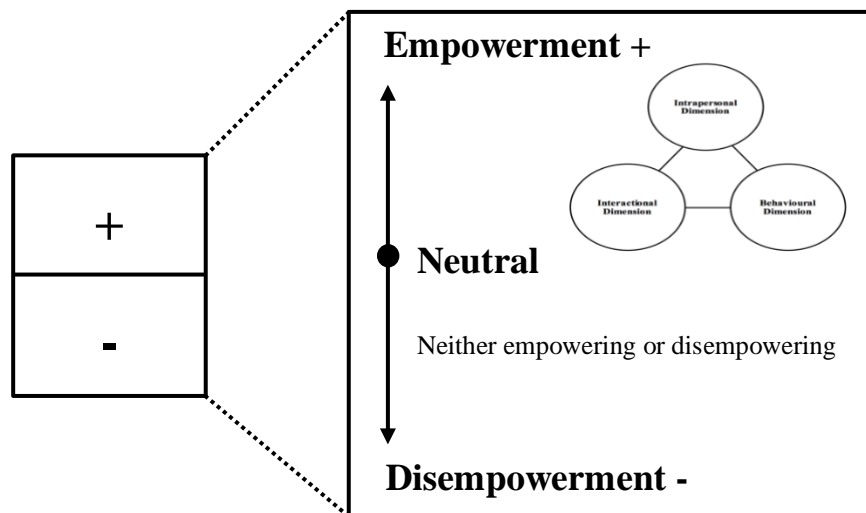 Empowerment +
Intrapersonal
Dimension
Interactional
Dimension
Behavioural
Dimension
+
Neutral
-
Neither empowering or disempowering
Disempowerment -